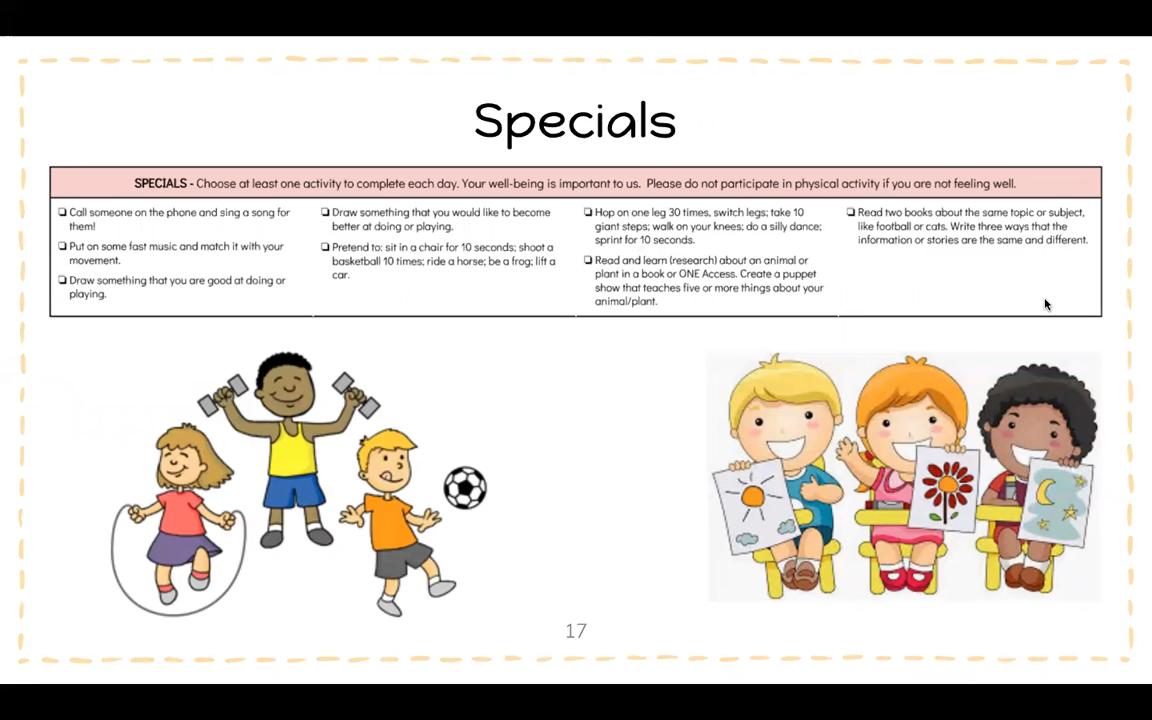 Specials
SPECIALS - Choose at least one activity to complete each day. Your well-being is important to us. Please do not participate in physical activity if you are not feeling well.
Call someone on the phone and sing a song for
them!
Put on some fast music and match it with your
movement.
Draw something that you are good at doing or
playing.
Draw something that you would like to become
better at doing or playing.
Pretend to: sit in a chair for 10 seconds; shoot a
basketball 10 times; ride a horse; be a frog; lift a
car.
Hop on one leg 30 times, switch legs; take 10
giant steps; walk on your knees; do a silly dance;
sprint for 10 seconds.
Read and learn (research) about an animal or
plant in a book or ONE Access. Create a puppet
show that teaches five or more things about your
animal/plant.
Read two books about the same topic or subject,
like football or cats. Write three ways that the
information or stories are the same and different.
17